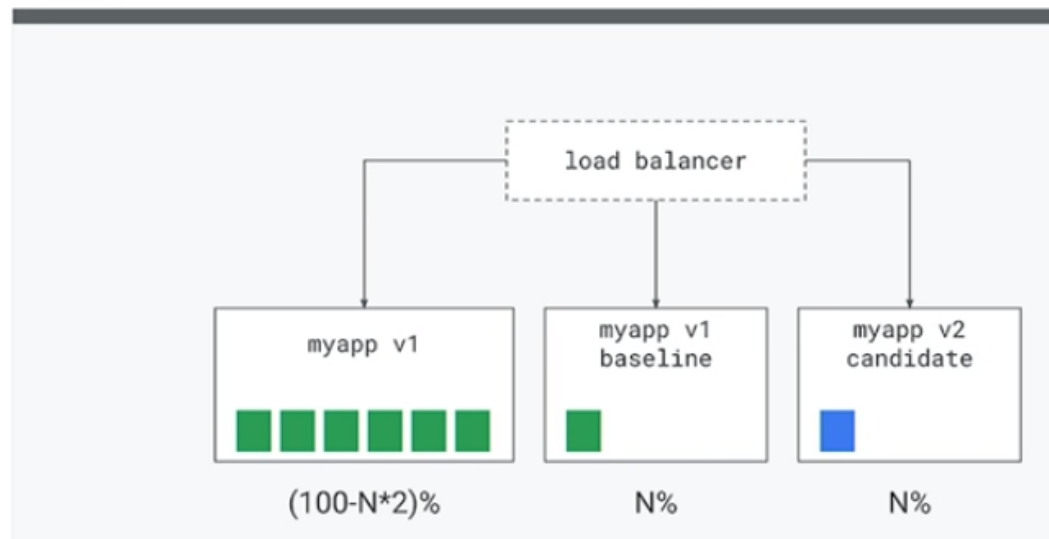 load balancer
myapp v1
myapp v1
baseline
myapp v2
candidate
(100-N*2)%
N%
N%